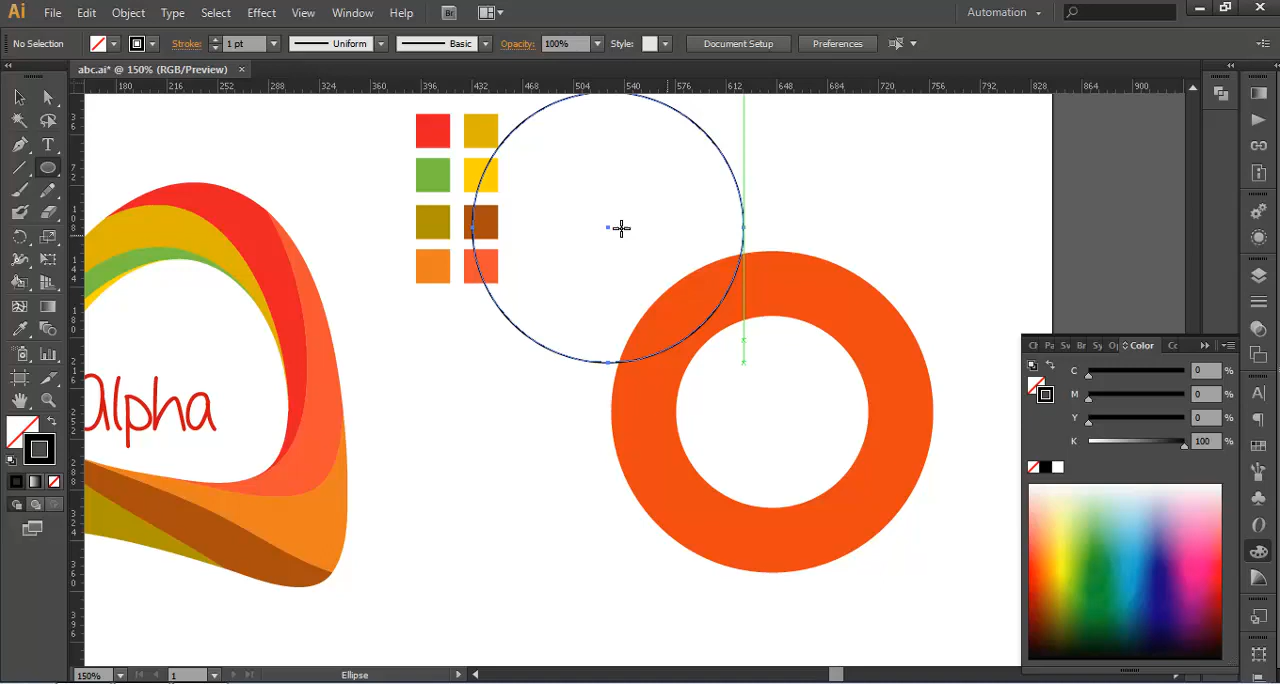 Ai File Edit Object Type Select Effect View Window Help Br Automation
No Selection Stroke: 1 pt Uniform Basic Opacity: 100% Style: Document Setup Preferences
abc.ai* @ 150% (RGB/Preview) ×
180 216 252 288 324 360 396 432 468 504 540 576 612 648 684 720 756 792 828 864 900
Alpha
Color
C 0 %
M 0 %
Y 0 %
K 100 %
150% 1 Ellipse